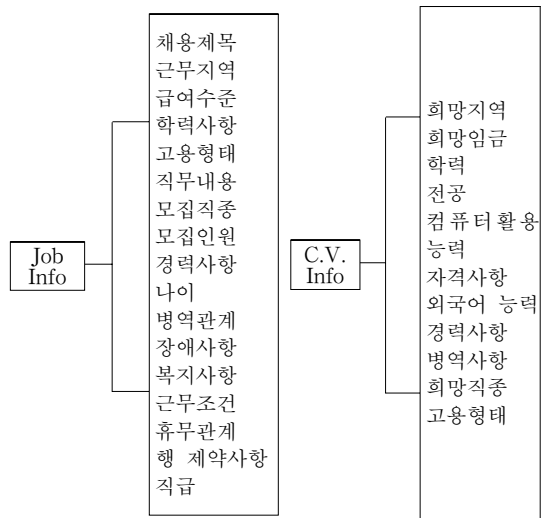 채용제목
근무지역
급여수준
학력사항
고용형태
직무내용
모집직종
모집인원
경력사항
나이
병역관계
장애사항
복지사항
근무조건
휴무관계
행 제약사항
직급
Job
Info
희망지역
희망임금
학력
전공
컴퓨터활용
능력
자격사항
외국어 능력
경력사항
병역사항
희망직종
고용형태
C.V.
Info